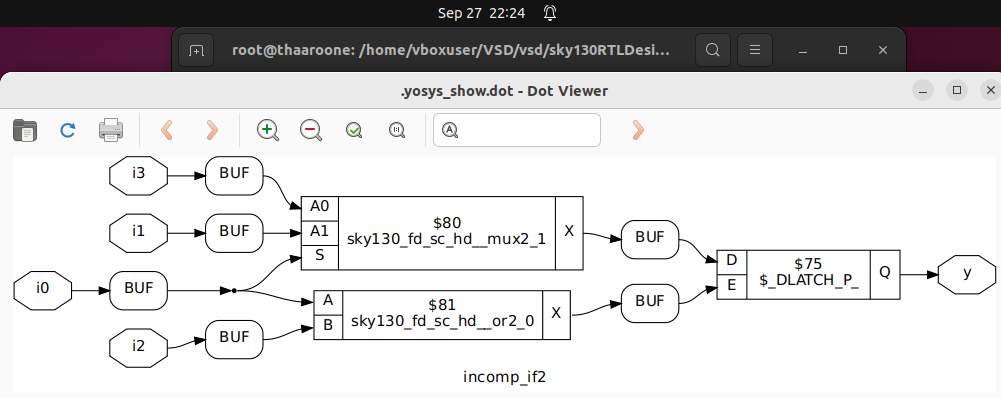 Sep 27 22:24
root@thaaroone: /home/vboxuser/VSD/vsd/sky130RTLDesi...
.yosys_show.dot - Dot Viewer
i3
BUF
A0
$80
sky130_fd_sc_hd__mux2_1
X
i1
BUF
A1
S
BUF
D
$75
$_DLATCH_P_
Q
y
E
i0
BUF
A
$81
sky130_fd_sc_hd__or2_0
X
BUF
B
i2
BUF
incomp_if2